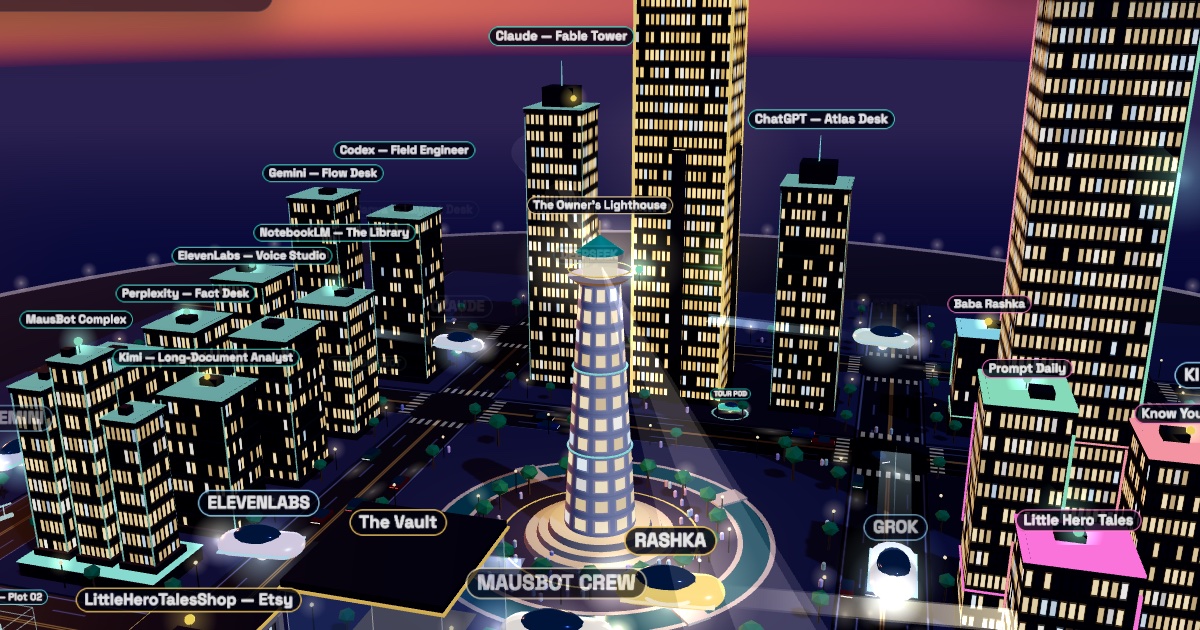 Claude — Fable Tower
ChatGPT — Atlas Desk
Codex — Field Engineer
Gemini — Flow Desk
The Owner's Lighthouse
Desk
NotebookLM — The Library
ElevenLabs — Voice Studio
Perplexity — Fact Desk
Baba Rashka
MausBot Complex
Kimi — Long-Document Analyst
Prompt Daily
TOUR POD
ELEVENLABS
The Vault
Little Hero Tales
GROK
RASHKA
MAUSBOT CREW
— Plot 02
LittleHeroTalesShop — Etsy